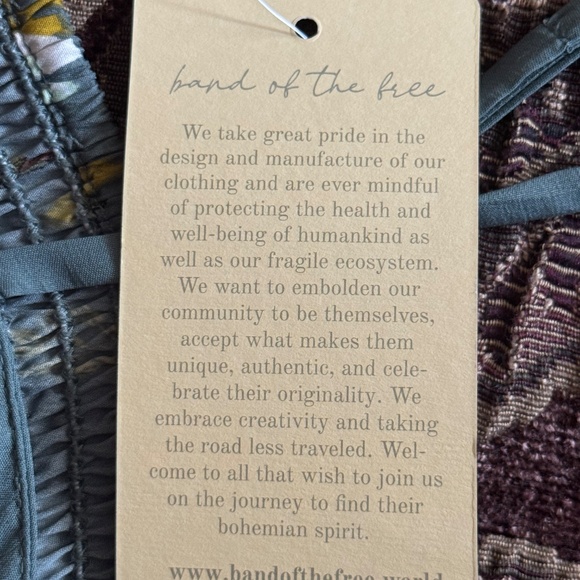 band of the free
We take great pride in the
design and manufacture of our
clothing and are ever mindful
of protecting the health and
well-being of humankind as
well as our fragile ecosystem.
We want to embolden our
community to be themselves,
accept what makes them
unique, authentic, and cele-
brate their originality. We
embrace creativity and taking
the road less traveled. Wel-
come to all that wish to join us
on the journey to find their
bohemian spirit.
www.bandofthefree.world